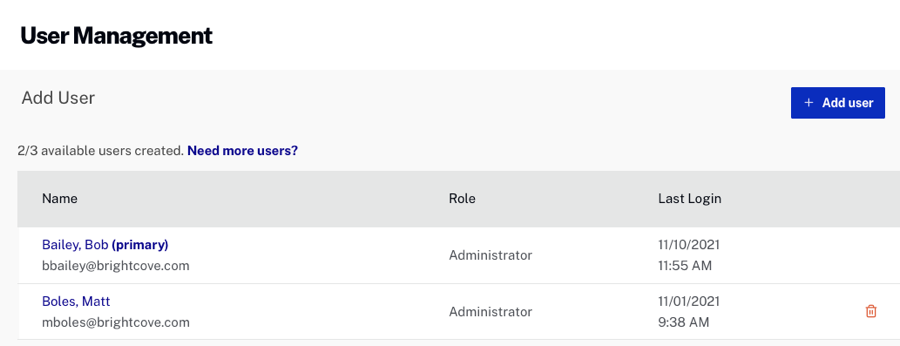 User Management
Add User
+ Add user
2/3 available users created. Need more users?
Name Role Last Login
Bailey, Bob (primary) 11/10/2021
Administrator
bbailey@brightcove.com 11:55 AM
Boles, Matt 11/01/2021
Administrator
mboles@brightcove.com 9:38 AM